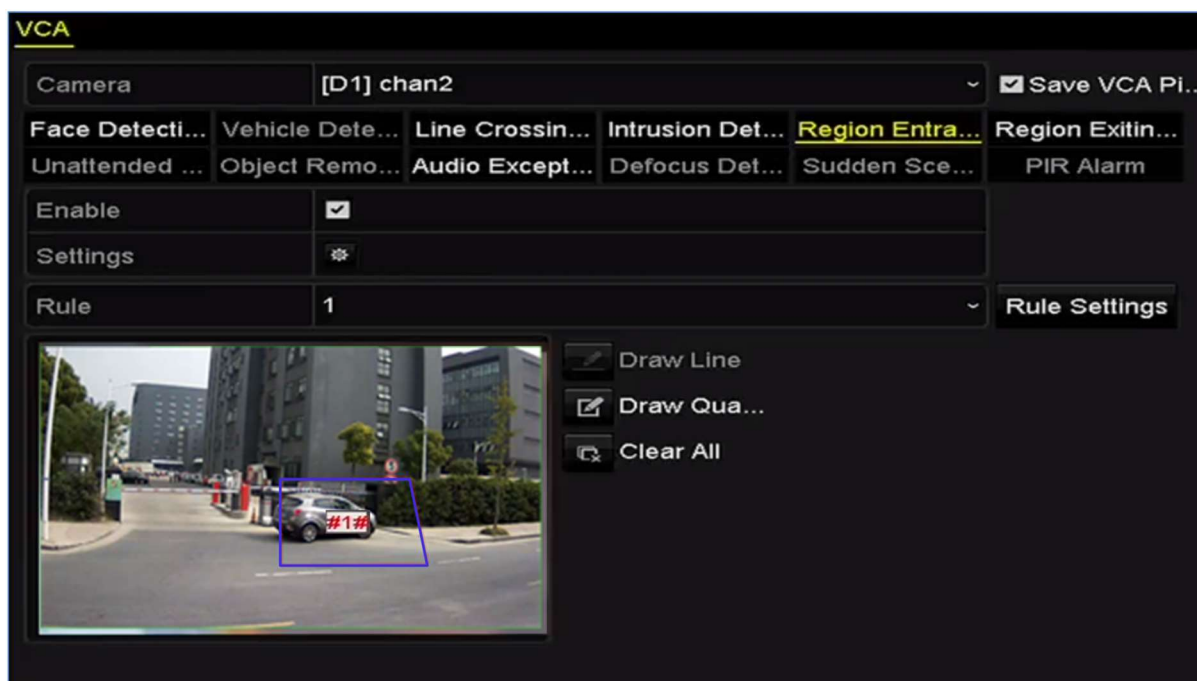 VCA
Camera [D1] chan2 Save VCA Pi...
Face Detecti... Vehicle Dete... Line Crossin... Intrusion Det... Region Entra... Region Exitin...
Unattended ... Object Remo... Audio Except... Defocus Det... Sudden Sce... PIR Alarm
Enable
Settings
Rule 1 Rule Settings
Draw Line
Draw Qua...
Clear All
#1#